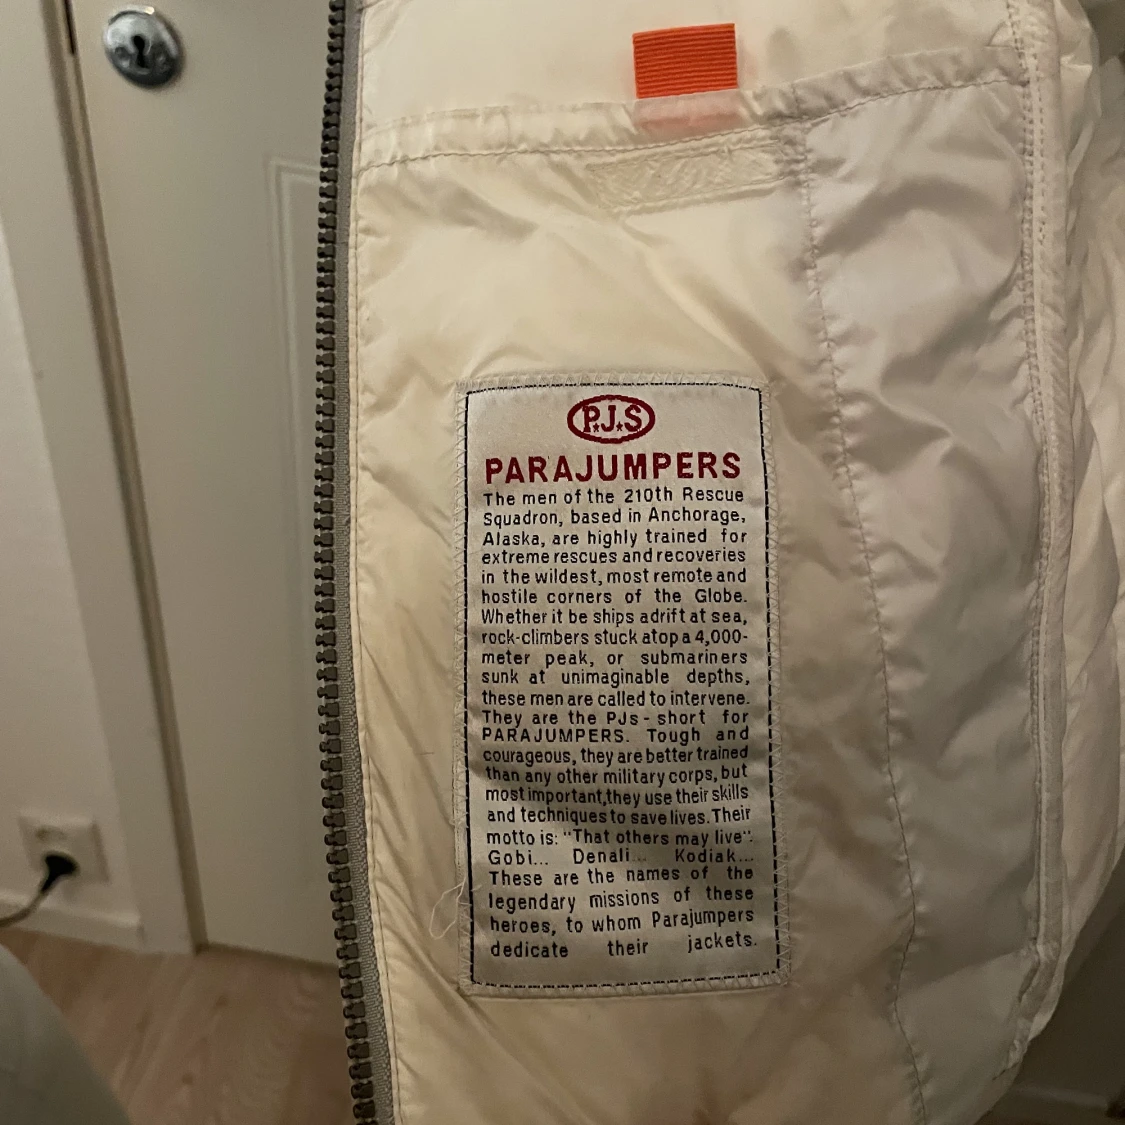 P.J.S
PARAJUMPERS
The men of the 210th Rescue
Squadron, based in Anchorage,
Alaska, are highly trained for
extreme rescues and recoveries
in the wildest, most remote and
hostile corners of the Globe.
Whether it be ships adrift at sea,
rock-climbers stuck atop a 4,000-
meter peak, or submariners
sunk at unimaginable depths,
these men are called to intervene.
They are the PJs - short for
PARAJUMPERS. Tough and
courageous, they are better trained
than any other military corps, but
most important,they use their skills
and techniques to save lives. Their
motto is: "That others may live".
Gobi... Denali... Kodiak...
These are the names of the
legendary missions of these
heroes, to whom Parajumpers
dedicate their jackets.